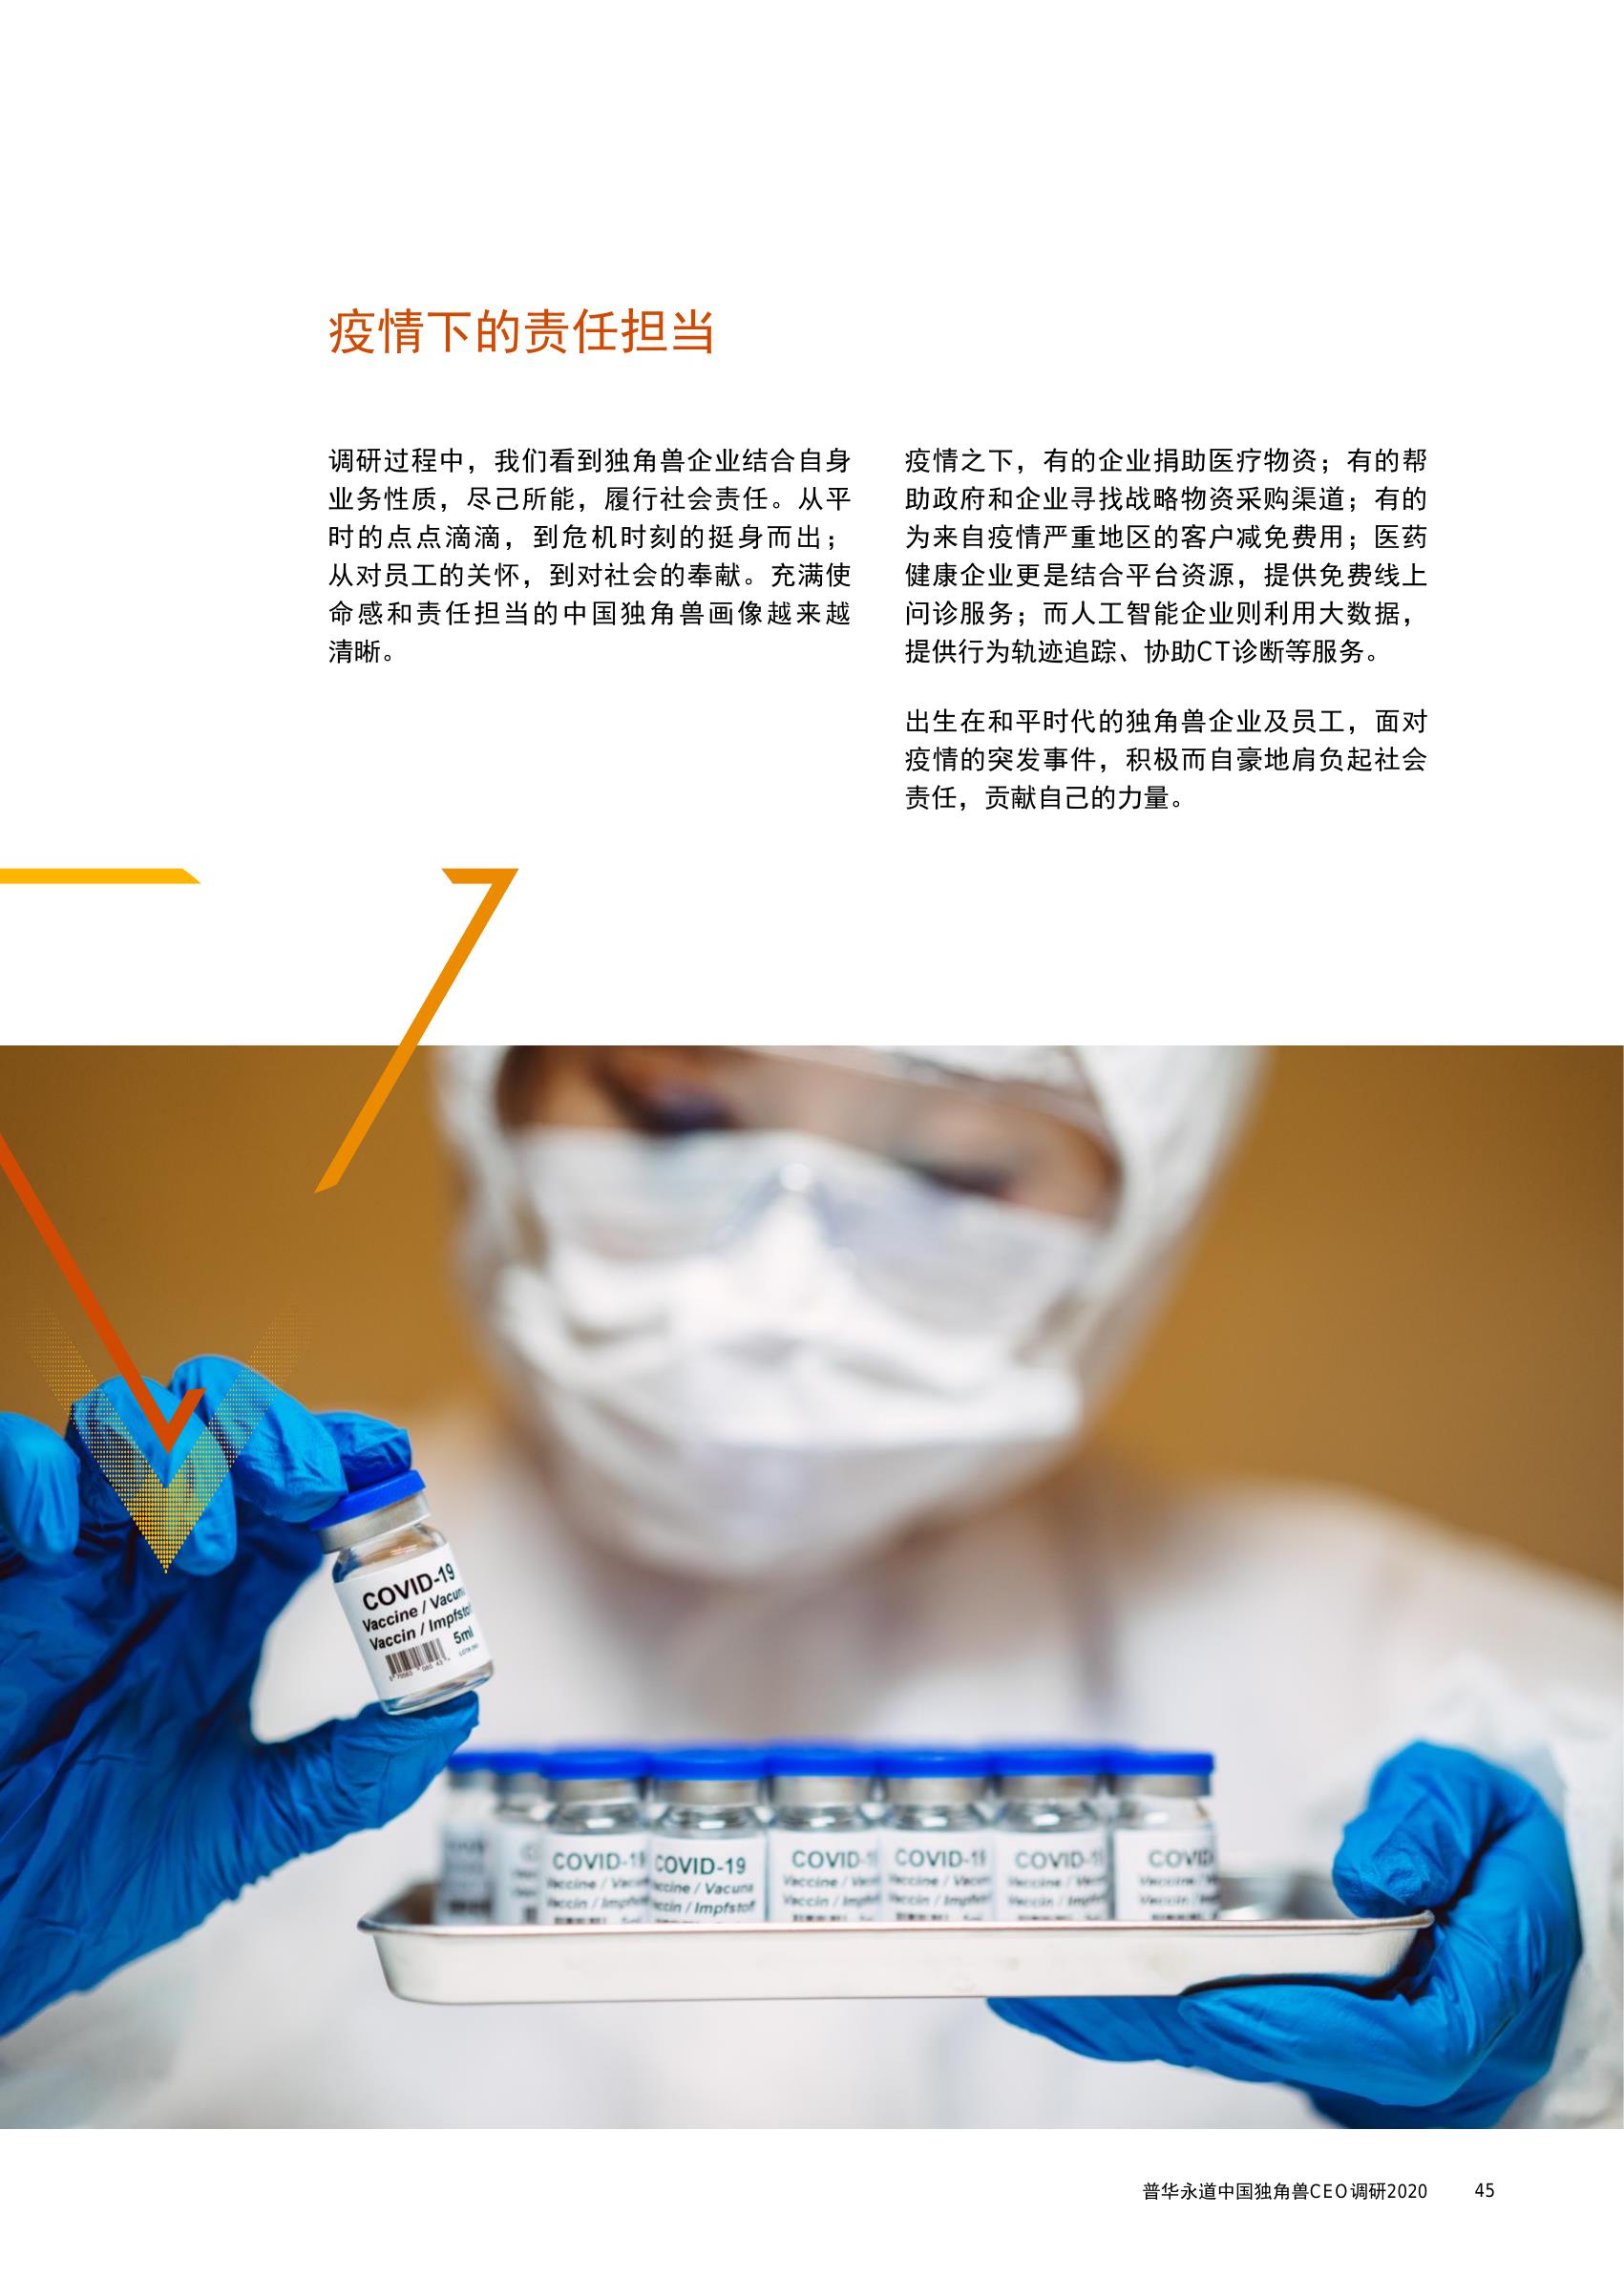 疫情下的责任担当
调研过程中，我们看到独角兽企业结合自身
业务性质，尽己所能，履行社会责任。从平
时的点点滴滴，到危机时刻的挺身而出；
从对员工的关怀，到对社会的奉献。充满使
命感和责任担当的中国独角兽画像越来越
清晰。
疫情之下，有的企业捐助医疗物资；有的帮
助政府和企业寻找战略物资采购渠道；有的
为来自疫情严重地区的客户减免费用；医药
健康企业更是结合平台资源，提供免费线上
问诊服务；而人工智能企业则利用大数据，
提供行为轨迹追踪、协助CT诊断等服务。
出生在和平时代的独角兽企业及员工，面对
疫情的突发事件，积极而自豪地肩负起社会
责任，贡献自己的力量。
COVID-19
Vaccine / Vacuna
Vaccin / Impfsto
5ml
COVID-1
COVID-19
COVID-1
COVID-1
COVID-1
COVID
ccine / Vacuna
ccin / Impfstof
普华永道中国独角兽CEO调研2020
45